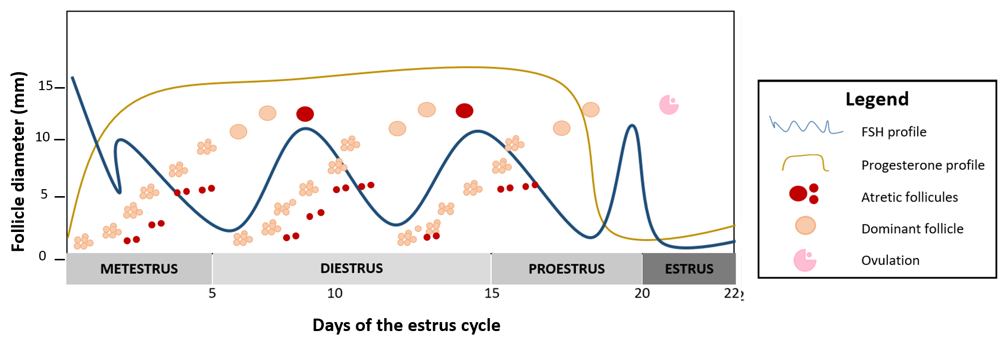 Follicle diameter (mm)
15
10
5
0
METESTRUS
DIESTRUS
PROESTRUS
ESTRUS
5
10
15
20
22
Days of the estrus cycle
Legend
FSH profile
Progesterone profile
Atretic follicules
Dominant follicle
Ovulation